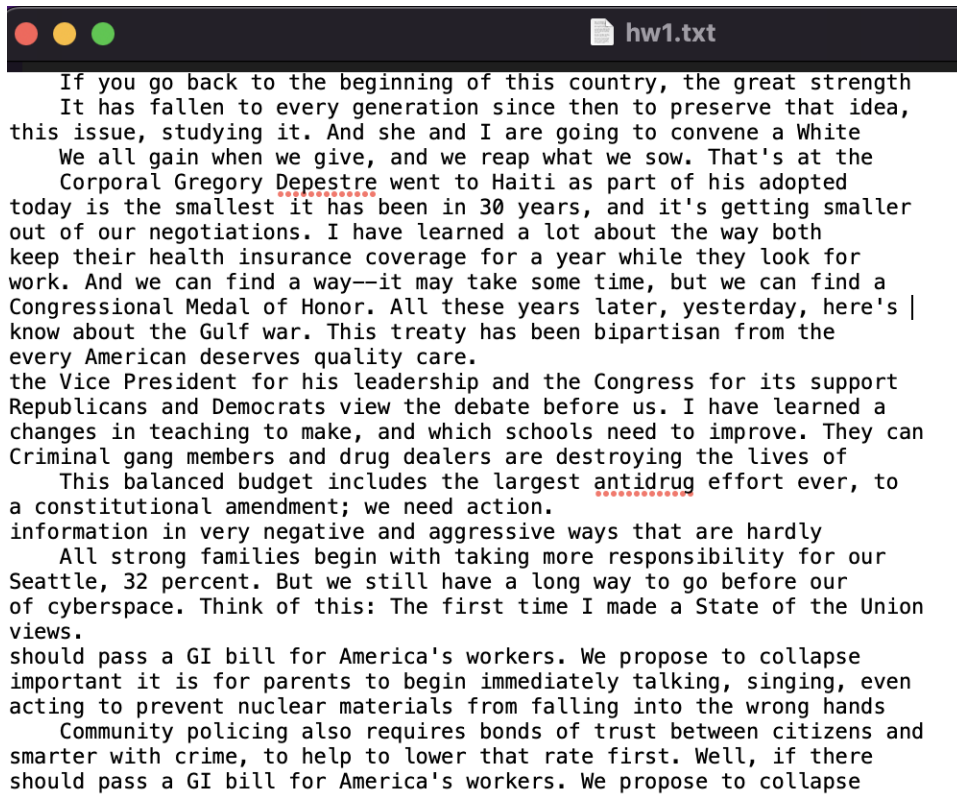 hw1.txt
If you go back to the beginning of this country, the great strength
It has fallen to every generation since then to preserve that idea,
this issue, studying it. And she and I are going to convene a White
We all gain when we give, and we reap what we sow. That's at the
Corporal Gregory Depestre went to Haiti as part of his adopted
today is the smallest it has been in 30 years, and it's getting smaller
out of our negotiations. I have learned a lot about the way both
keep their health insurance coverage for a year while they look for
work. And we can find a way--it may take some time, but we can find a
Congressional Medal of Honor. All these years later, yesterday, here's
know about the Gulf war. This treaty has been bipartisan from the
every American deserves quality care.
the Vice President for his leadership and the Congress for its support
Republicans and Democrats view the debate before us. I have learned a
changes in teaching to make, and which schools need to improve. They can
Criminal gang members and drug dealers are destroying the lives of
This balanced budget includes the largest antidrug effort ever, to
a constitutional amendment; we need action.
information in very negative and aggressive ways that are hardly
All strong families begin with taking more responsibility for our
Seattle, 32 percent. But we still have a long way to go before our
of cyberspace. Think of this: The first time I made a State of the Union
views.
should pass a GI bill for America's workers. We propose to collapse
important it is for parents to begin immediately talking, singing, even
acting to prevent nuclear materials from falling into the wrong hands
Community policing also requires bonds of trust between citizens and
smarter with crime, to help to lower that rate first. Well, if there
should pass a GI bill for America's workers. We propose to collapse